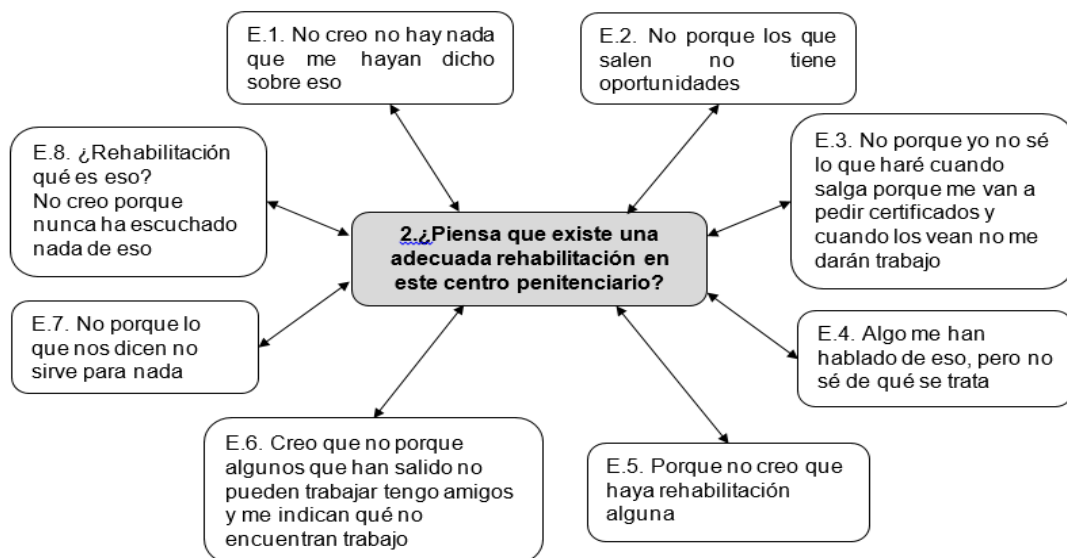 E.1. No creo no hay nada
que me hayan dicho
sobre eso
E.2. No porque los que
salen no tiene
oportunidades
E.8. ¿Rehabilitación
qué es eso?
No creo porque
nunca ha escuchado
nada de eso
E.3. No porque yo no sé
lo que haré cuando
salga porque me van a
pedir certificados y
cuando los vean no me
darán trabajo
2.¿Piensa que existe una
adecuada rehabilitación en
este centro penitenciario?
E.7. No porque lo
que nos dicen no
sirve para nada
E.4. Algo me han
hablado de eso, pero no
sé de qué se trata
E.6. Creo que no porque
algunos que han salido no
pueden trabajar tengo amigos
y me indican qué no
encuentran trabajo
E.5. Porque no creo que
haya rehabilitación
alguna